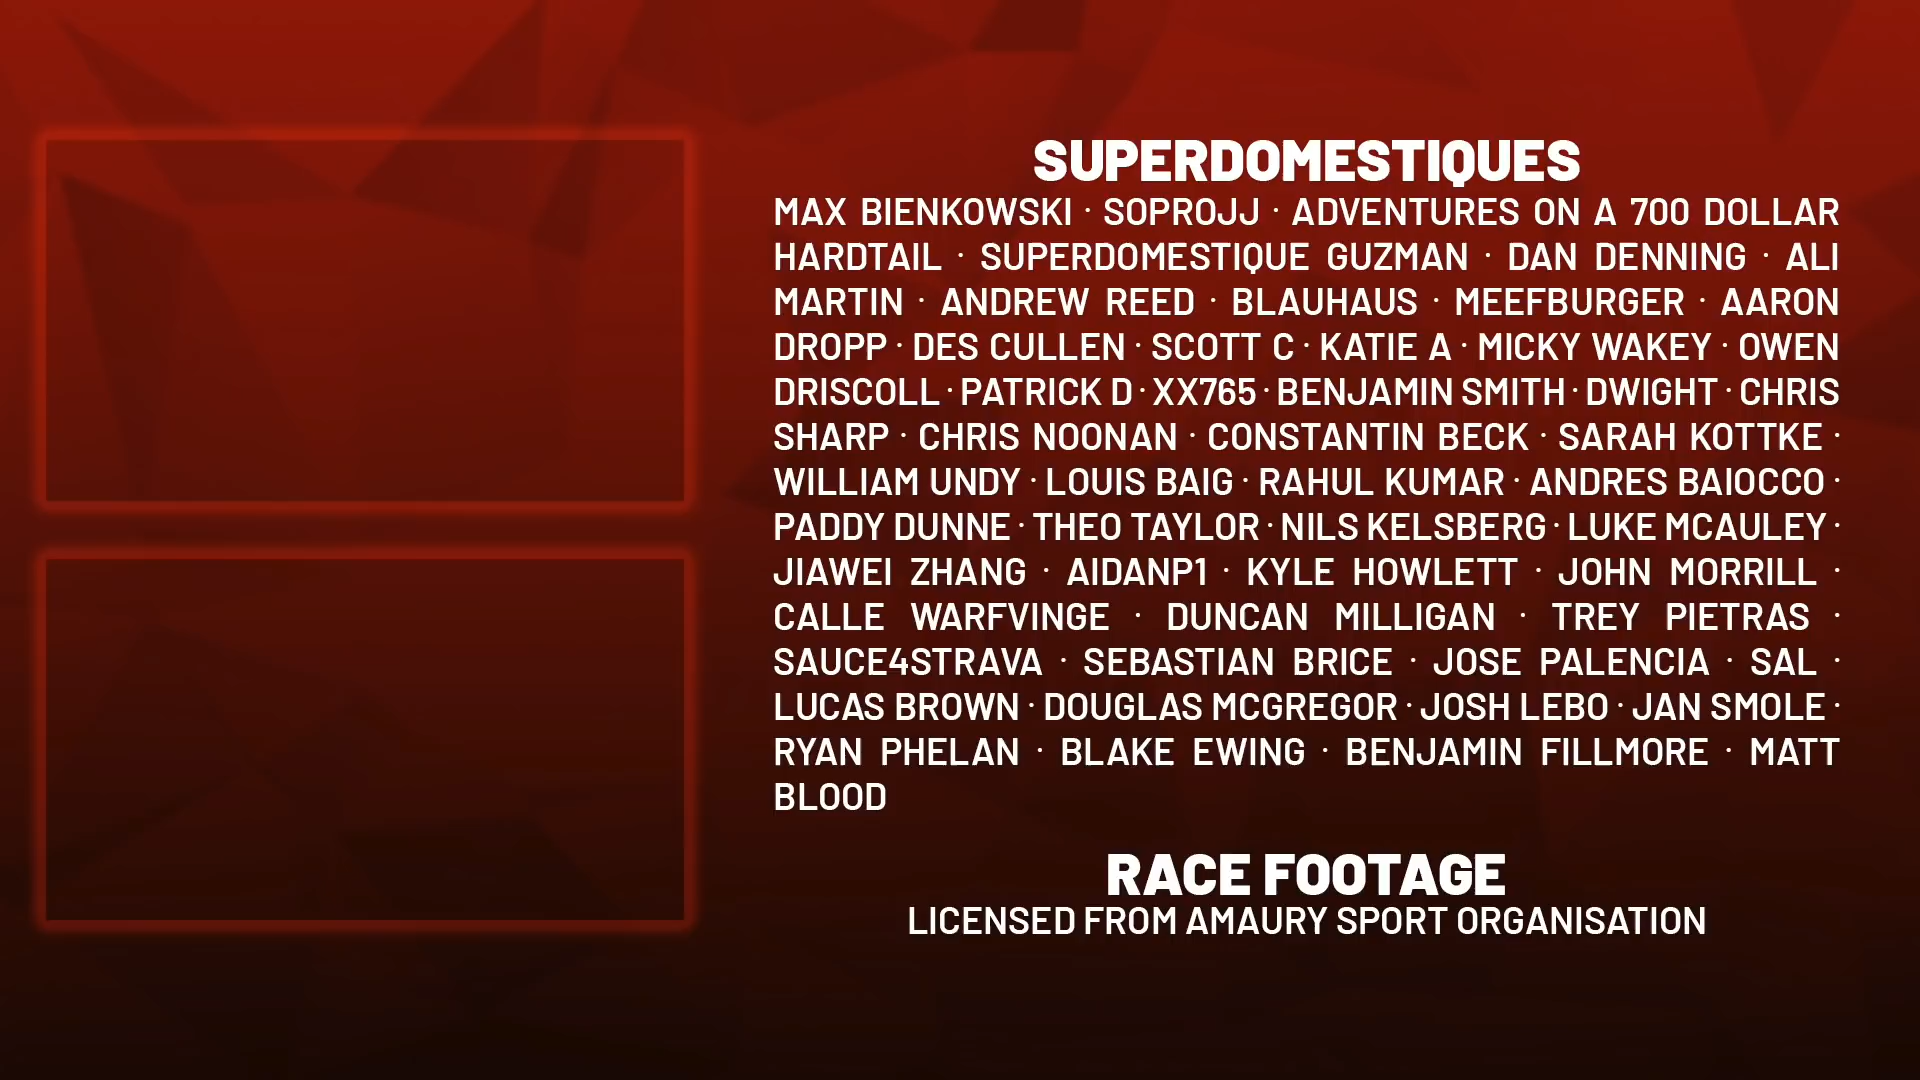 SUPERDOMESTIQUES
MAX BIENKOWSKI · SOPROJJ · ADVENTURES ON A 700 DOLLAR
HARDTAIL · SUPERDOMESTIQUE GUZMAN · DAN DENNING · ALI
MARTIN · ANDREW REED · BLAUHAUS · MEEFBURGER · AARON
DROPP · DES CULLEN · SCOTT C · KATIE A · MICKY WAKEY · OWEN
DRISCOLL · PATRICK D · XX765 · BENJAMIN SMITH · DWIGHT · CHRIS
SHARP · CHRIS NOONAN · CONSTANTIN BECK · SARAH KOTTKE ·
WILLIAM UNDY · LOUIS BAIG · RAHUL KUMAR · ANDRES BAIOCCO ·
PADDY DUNNE · THEO TAYLOR · NILS KELSBERG · LUKE MCAULEY ·
JIAWEI ZHANG · AIDANP1 · KYLE HOWLETT · JOHN MORRILL ·
CALLE WARFVINGE · DUNCAN MILLIGAN · TREY PIETRAS ·
SAUCE4STRAVA · SEBASTIAN BRICE · JOSE PALENCIA · SAL ·
LUCAS BROWN · DOUGLAS MCGREGOR · JOSH LEBO · JAN SMOLE ·
RYAN PHELAN · BLAKE EWING · BENJAMIN FILLMORE · MATT
BLOOD
RACE FOOTAGE
LICENSED FROM AMAURY SPORT ORGANISATION